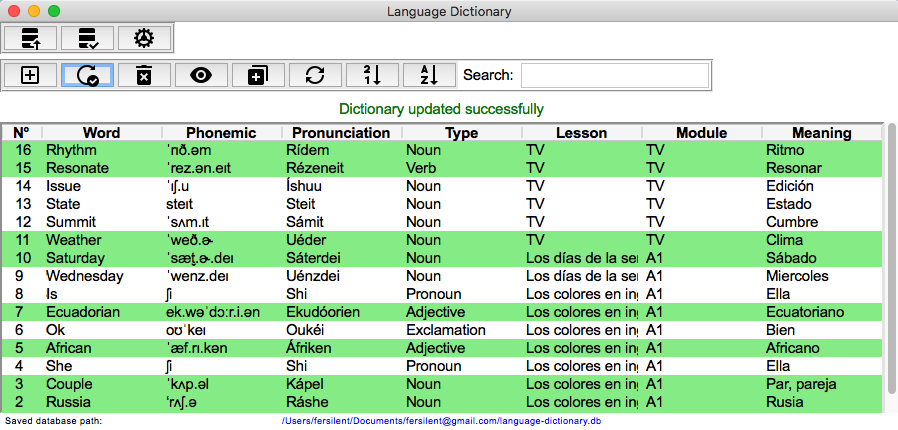 Language Dictionary
Search:
Dictionary updated successfully
Nº Word Phonemic Pronunciation Type Lesson Module Meaning
16 Rhythm ˈrɪð.əm Rídem Noun TV TV Ritmo
15 Resonate ˈrez.ən.eɪt Rézeneit Verb TV TV Resonar
14 Issue ˈɪʃ.u Íshuu Noun TV TV Edición
13 State steɪt Steit Noun TV TV Estado
12 Summit ˈsʌm.ɪt Sámit Noun TV TV Cumbre
11 Weather ˈweð.ɚ Uéder Noun TV TV Clima
10 Saturday ˈsæt̬.ɚ.deɪ Sáterdei Noun Los días de la ser A1 Sábado
9 Wednesday ˈwenz.deɪ Uénzdei Noun Los días de la ser A1 Miercoles
8 Is ʃi Shi Pronoun Los colores en ing A1 Ella
7 Ecuadorian ek.wəˈdɔːr.i.ən Ekudóorien Adjective Los colores en ing A1 Ecuatoriano
6 Ok oʊˈkeɪ Oukéi Exclamation Los colores en ing A1 Bien
5 African ˈæf.rɪ.kən Áfriken Adjective Los colores en ing A1 Africano
4 She ʃi Shi Pronoun Los colores en ing A1 Ella
3 Couple ˈkʌp.əl Kápel Noun Los colores en ing A1 Par, pareja
2 Russia ˈrʌʃ.ə Ráshe Noun Los colores en ing A1 Rusia
Saved database path: /Users/fersilent/Documents/fersilent@gmail.com/language-dictionary.db